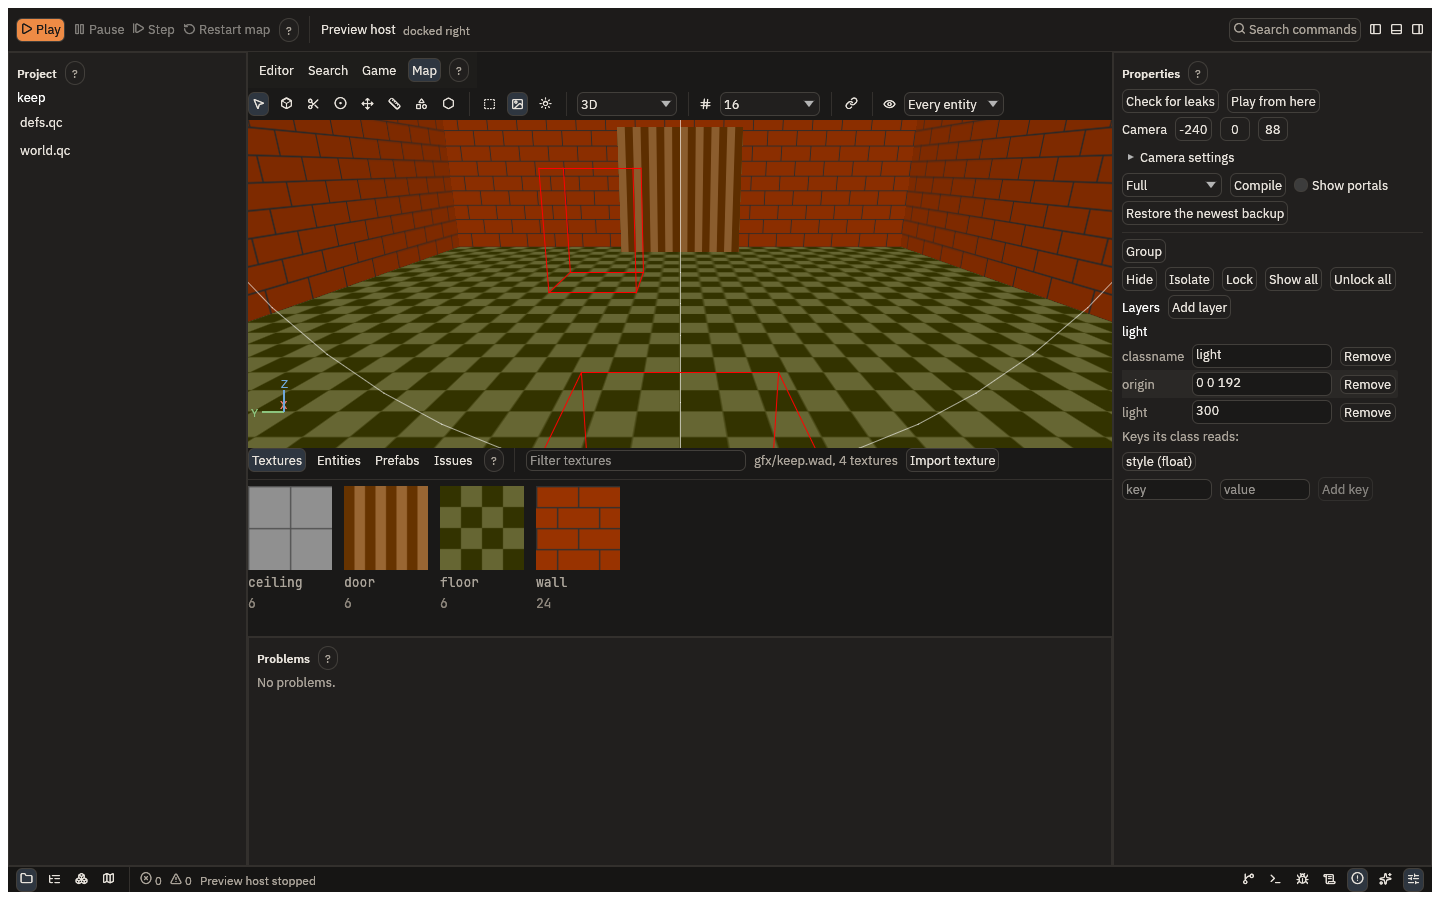 Play Pause Step Restart map ? Preview host docked right Search commands
Project ?
keep
defs.qc
world.qc
Editor Search Game Map ?
3D 16 Every entity
Z
Y X
Textures Entities Prefabs Issues ? Filter textures gfx/keep.wad, 4 textures Import texture
ceiling door floor wall
6 6 6 24
Problems ?
No problems.
Properties ?
Check for leaks Play from here
Camera -240 0 88
Camera settings
Full Compile Show portals
Restore the newest backup
Group
Hide Isolate Lock Show all Unlock all
Layers Add layer
light
classname light Remove
origin 0 0 192 Remove
light 300 Remove
Keys its class reads:
style (float)
key value Add key
0 0 Preview host stopped